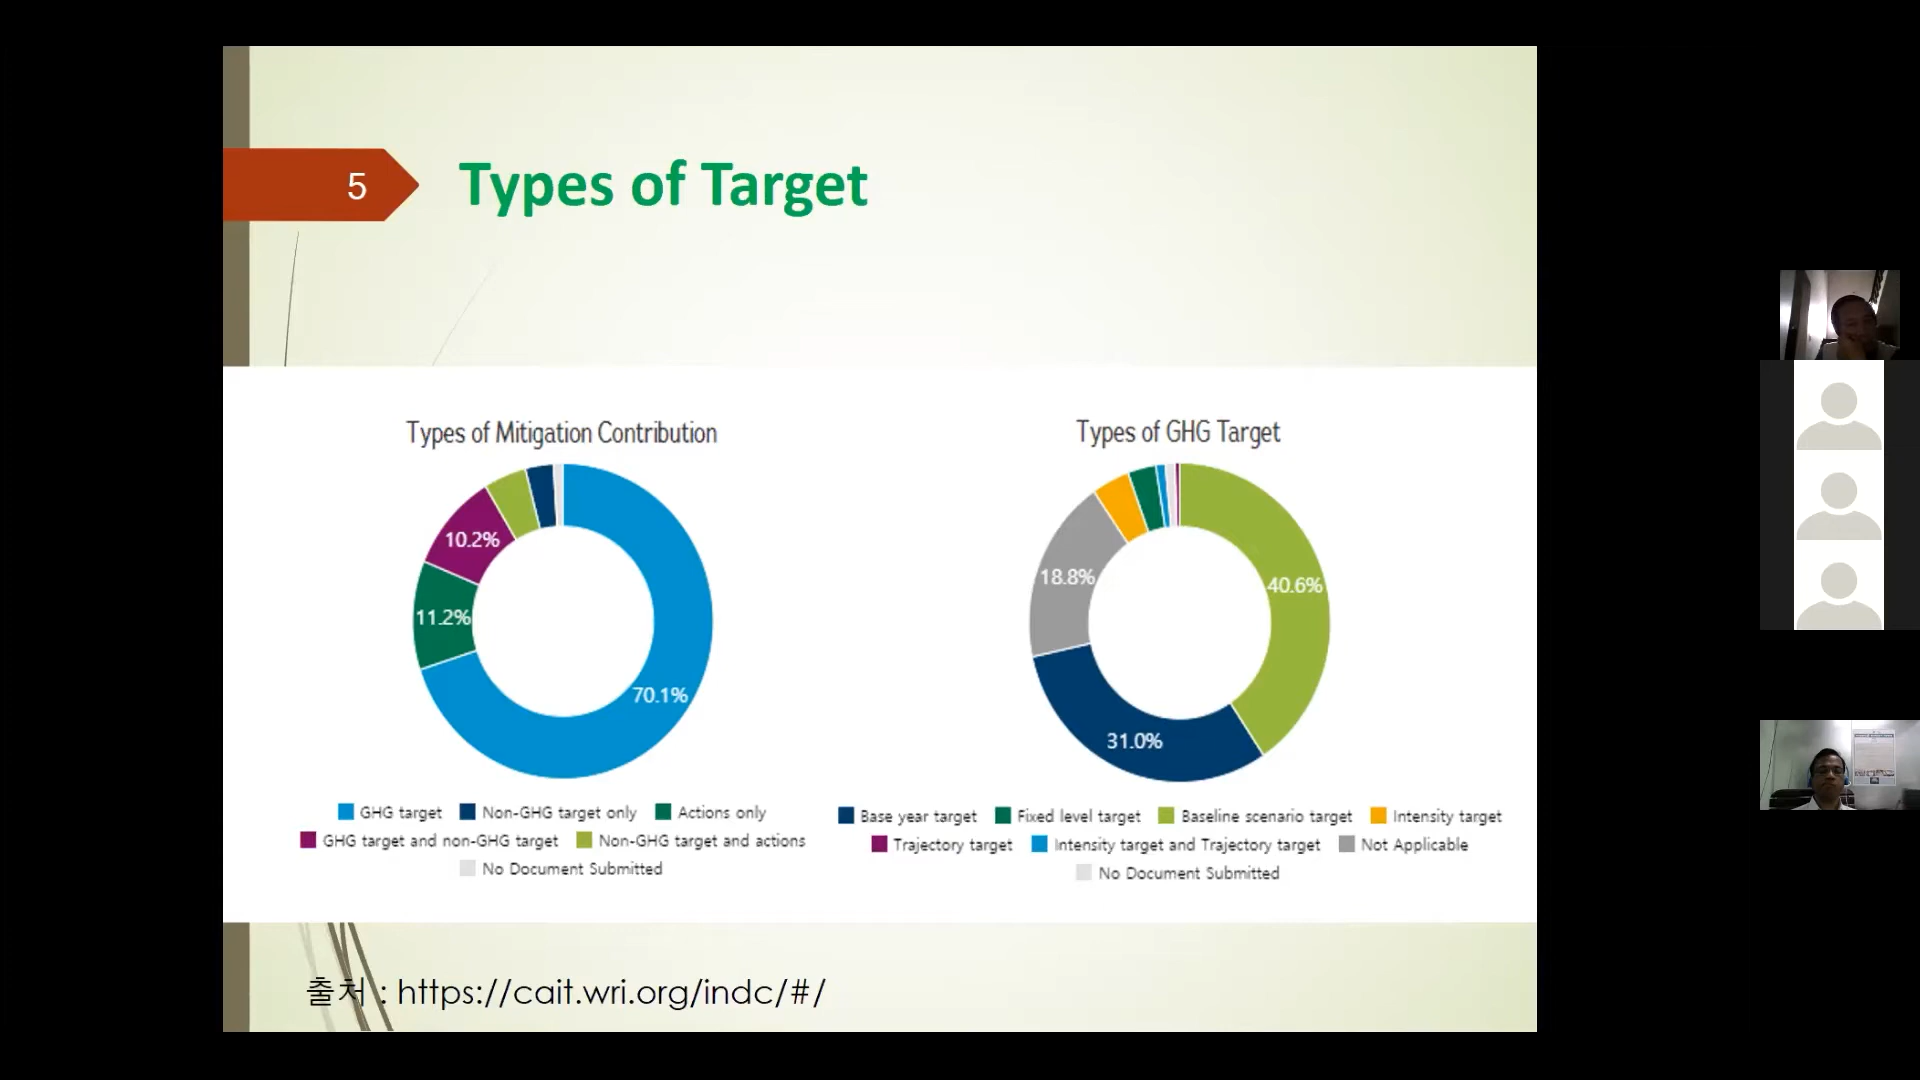 5
Types of Target
Types of Mitigation Contribution
10.2%
11.2%
70.1%
GHG target Non-GHG target only Actions only
GHG target and non-GHG target Non-GHG target and actions
No Document Submitted
Types of GHG Target
18.8%
40.6%
31.0%
Base year target Fixed level target Baseline scenario target Intensity target
Trajectory target Intensity target and Trajectory target Not Applicable
No Document Submitted
출처 : https://cait.wri.org/indc/#/